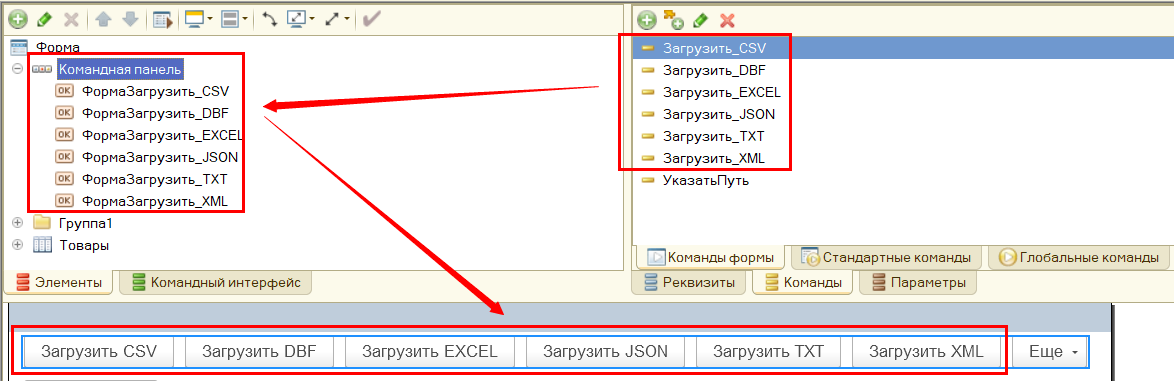 Форма
Командная панель
ФормаЗагрузить_CSV
ФормаЗагрузить_DBF
ФормаЗагрузить_EXCEL
ФормаЗагрузить_JSON
ФормаЗагрузить_TXT
ФормаЗагрузить_XML
Группа1
Товары
Элементы Командный интерфейс
Загрузить_CSV
Загрузить_DBF
Загрузить_EXCEL
Загрузить_JSON
Загрузить_TXT
Загрузить_XML
УказатьПуть
Команды формы Стандартные команды Глобальные команды
Реквизиты Команды Параметры
Загрузить CSV Загрузить DBF Загрузить EXCEL Загрузить JSON Загрузить TXT Загрузить XML Еще